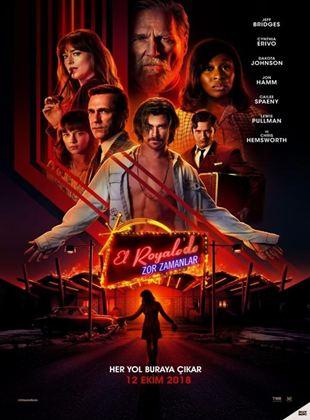 JEFF
BRIDGES
CYNTHIA
ERIVO
DAKOTA
JOHNSON
JON
HAMM
CAILEE
SPAENY
LEWIS
PULLMAN
VE CHRIS
HEMSWORTH
El Royale'de
ZOR ZAMANLAR
HER YOL BURAYA ÇIKAR
12 EKİM 2018